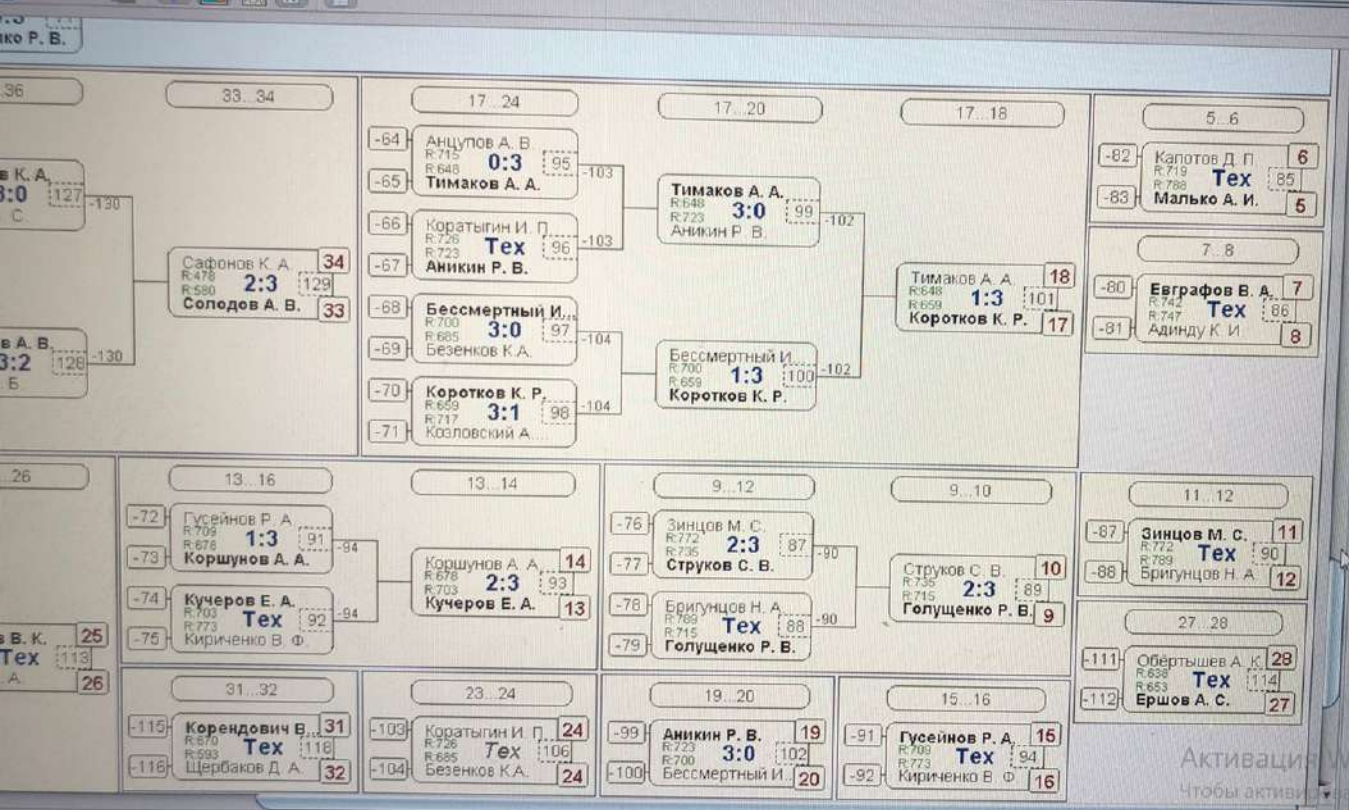 ко Р. В.
36
33...34
17...24
17...20
17...18
5...6
-64
Анцупов А. В.
R:715
R:648
0:3
95
-65
Тимаков А. А.
-103
-66
Коратыгин И. П.
R:726
R:723
Тех
96
-67
Аникин Р. В.
-103
-68
Бессмертный И...
R:700
R:685
3:0
97
-69
Безенков К.А.
-104
-70
Коротков К. Р.
R:659
R:717
3:1
98
-71
Козловский А....
-104
Тимаков А. А.
R:648
R:723
3:0
99
Аникин Р. В.
-102
Бессмертный И...
R:700
R:659
1:3
100
Коротков К. Р.
-102
Тимаков А. А.
18
R:648
R:659
1:3
101
Коротков К. Р.
17
-82
Капотов Д. П.
6
R:719
R:788
Тех
85
-83
Малько А. И.
5
7...8
-80
Евграфов В. А.
7
R:742
R:747
Тех
86
-81
Адинду К. И.
8
в К. А.
3:0
127
С.
-130
в А. В.
3:2
128
Б
-130
Сафонов К. А.
34
R:478
R:580
2:3
129
Солодов А. В.
33
26
13...16
13...14
9...12
9...10
11...12
-72
Гусейнов Р. А.
R:709
R:678
1:3
91
-73
Коршунов А. А.
-94
-74
Кучеров Е. А.
R:703
R:773
Тех
92
-75
Кириченко В. Ф.
-94
Коршунов А. А.
14
R:678
R:703
2:3
93
Кучеров Е. А.
13
-76
Зинцов М. С.
R:772
R:735
2:3
87
-77
Струков С. В.
-90
-78
Бригунцов Н. А.
R:789
R:715
Тех
88
-79
Голущенко Р. В.
-90
Струков С. В.
10
R:735
R:715
2:3
89
Голущенко Р. В.
9
-87
Зинцов М. С.
11
R:772
R:789
Тех
90
-88
Бригунцов Н. А.
12
27...28
-111
Обёртышев А. К.
28
R:638
R:653
Тех
114
-112
Ершов А. С.
27
в В. К.
25
Тех
113
А.
26
31...32
23...24
19...20
15...16
-115
Корендович В...
31
R:670
R:593
Тех
118
-116
Щербаков Д. А.
32
-103
Коратыгин И. П.
24
R:726
R:685
Тех
106
-104
Безенков К.А.
24
-99
Аникин Р. В.
19
R:723
R:700
3:0
102
-100
Бессмертный И...
20
-91
Гусейнов Р. А.
15
R:709
R:773
Тех
94
-92
Кириченко В. Ф.
16
Активация W
Чтобы активиров